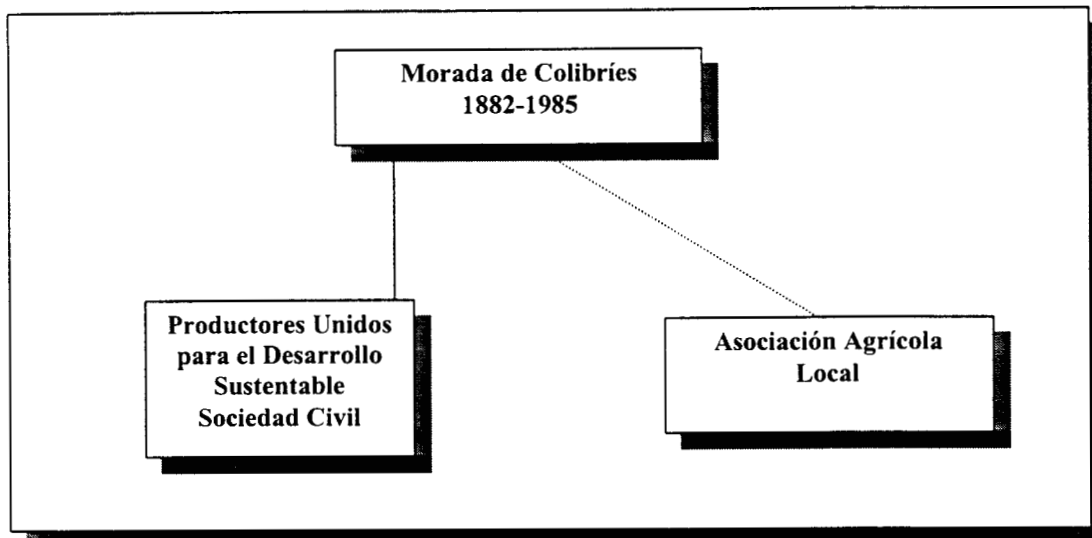 Morada de Colibríes
1882-1985
Productores Unidos
para el Desarrollo
Sustentable
Sociedad Civil
Asociación Agrícola
Local